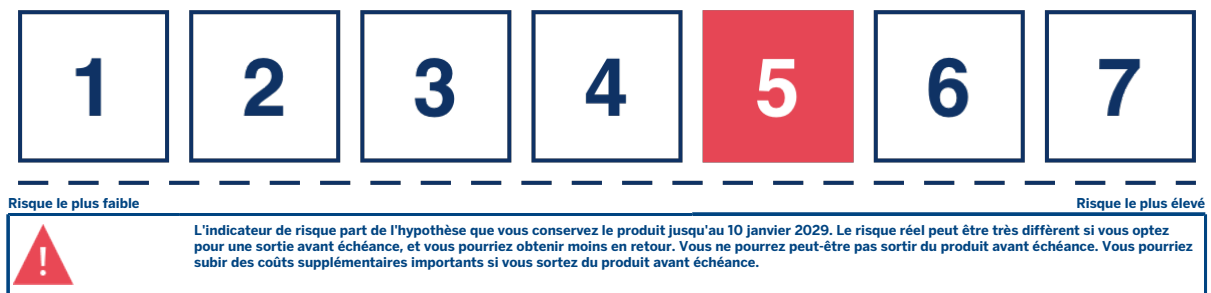 1 2 3 4 5 6 7
Risque le plus faible Risque le plus élevé
L'indicateur de risque part de l'hypothèse que vous conservez le produit jusqu'au 10 janvier 2029. Le risque réel peut être très diffèrent si vous optez
pour une sortie avant échéance, et vous pourriez obtenir moins en retour. Vous ne pourrez peut-être pas sortir du produit avant échéance. Vous pourriez
subir des coûts supplémentaires importants si vous sortez du produit avant échéance.
!